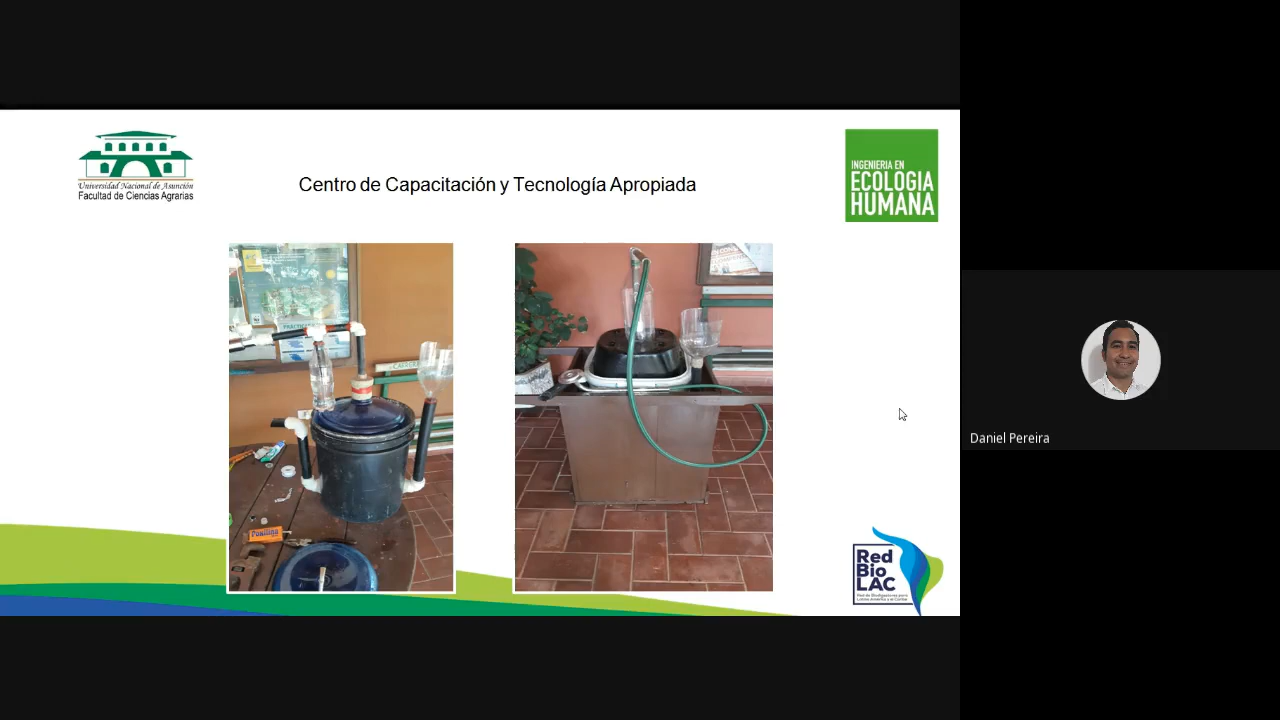 Universidad Nacional de Asunción
Facultad de Ciencias Agrarias
Centro de Capacitación y Tecnología Apropiada
INGENIERIA EN
ECOLOGIA
HUMANA
Poxilina
Red
Bio
LAC
Daniel Pereira